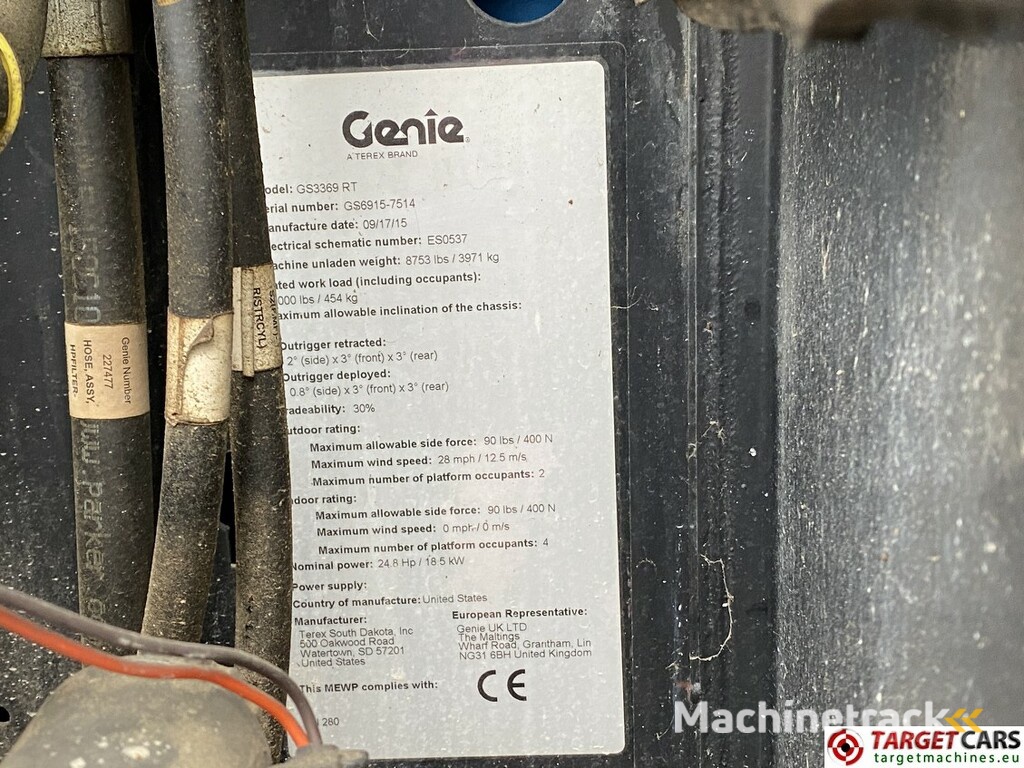 Genie
A TEREX BRAND
odel: GS3369 RT
erial number: GS6915-7514
anufacture date: 09/17/15
ectrical schematic number: ES0537
achine unladen weight: 8753 lbs / 3971 kg
ated work load (including occupants):
000 lbs / 454 kg
aximum allowable inclination of the chassis:
Outrigger retracted:
2° (side) x 3° (front) x 3° (rear)
Outrigger deployed:
0.8° (side) x 3° (front) x 3° (rear)
radeability: 30%
utdoor rating:
Maximum allowable side force: 90 lbs / 400 N
Maximum wind speed: 28 mph / 12.5 m/s
Maximum number of platform occupants: 2
door rating:
Maximum allowable side force: 90 lbs / 400 N
Maximum wind speed: 0 mph / 0 m/s
Maximum number of platform occupants: 4
Nominal power: 24.8 Hp / 18.5 kW
Power supply:
Country of manufacture: United States
Manufacturer:
Terex South Dakota, Inc
500 Oakwood Road
Watertown, SD 57201
United States
European Representative:
Genie UK LTD
The Maltings
Wharf Road, Grantham, Lin
NG31 6BH United Kingdom
This MEWP complies with:
CE
280
Genie Number
227477
HOSE, ASSY,
HPFILTER-
RISTRCYL)
www.parker.
Machinetrack
TARGETCARS
targetmachines.eu